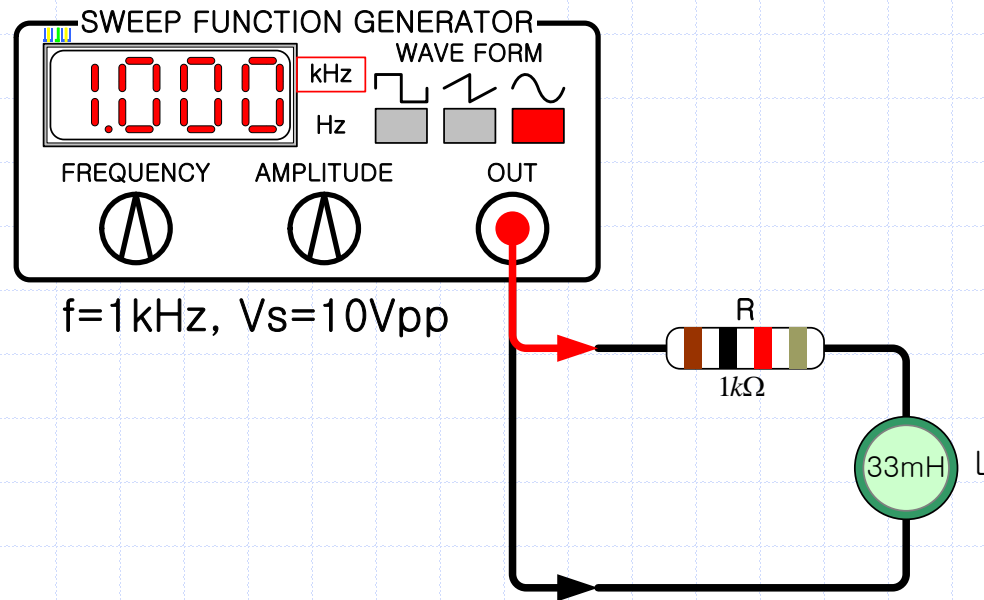 SWEEP FUNCTION GENERATOR
WAVE FORM
1.000
kHz
Hz
FREQUENCY
AMPLITUDE
OUT
f=1kHz, Vs=10Vpp
R
1kΩ
33mH
L